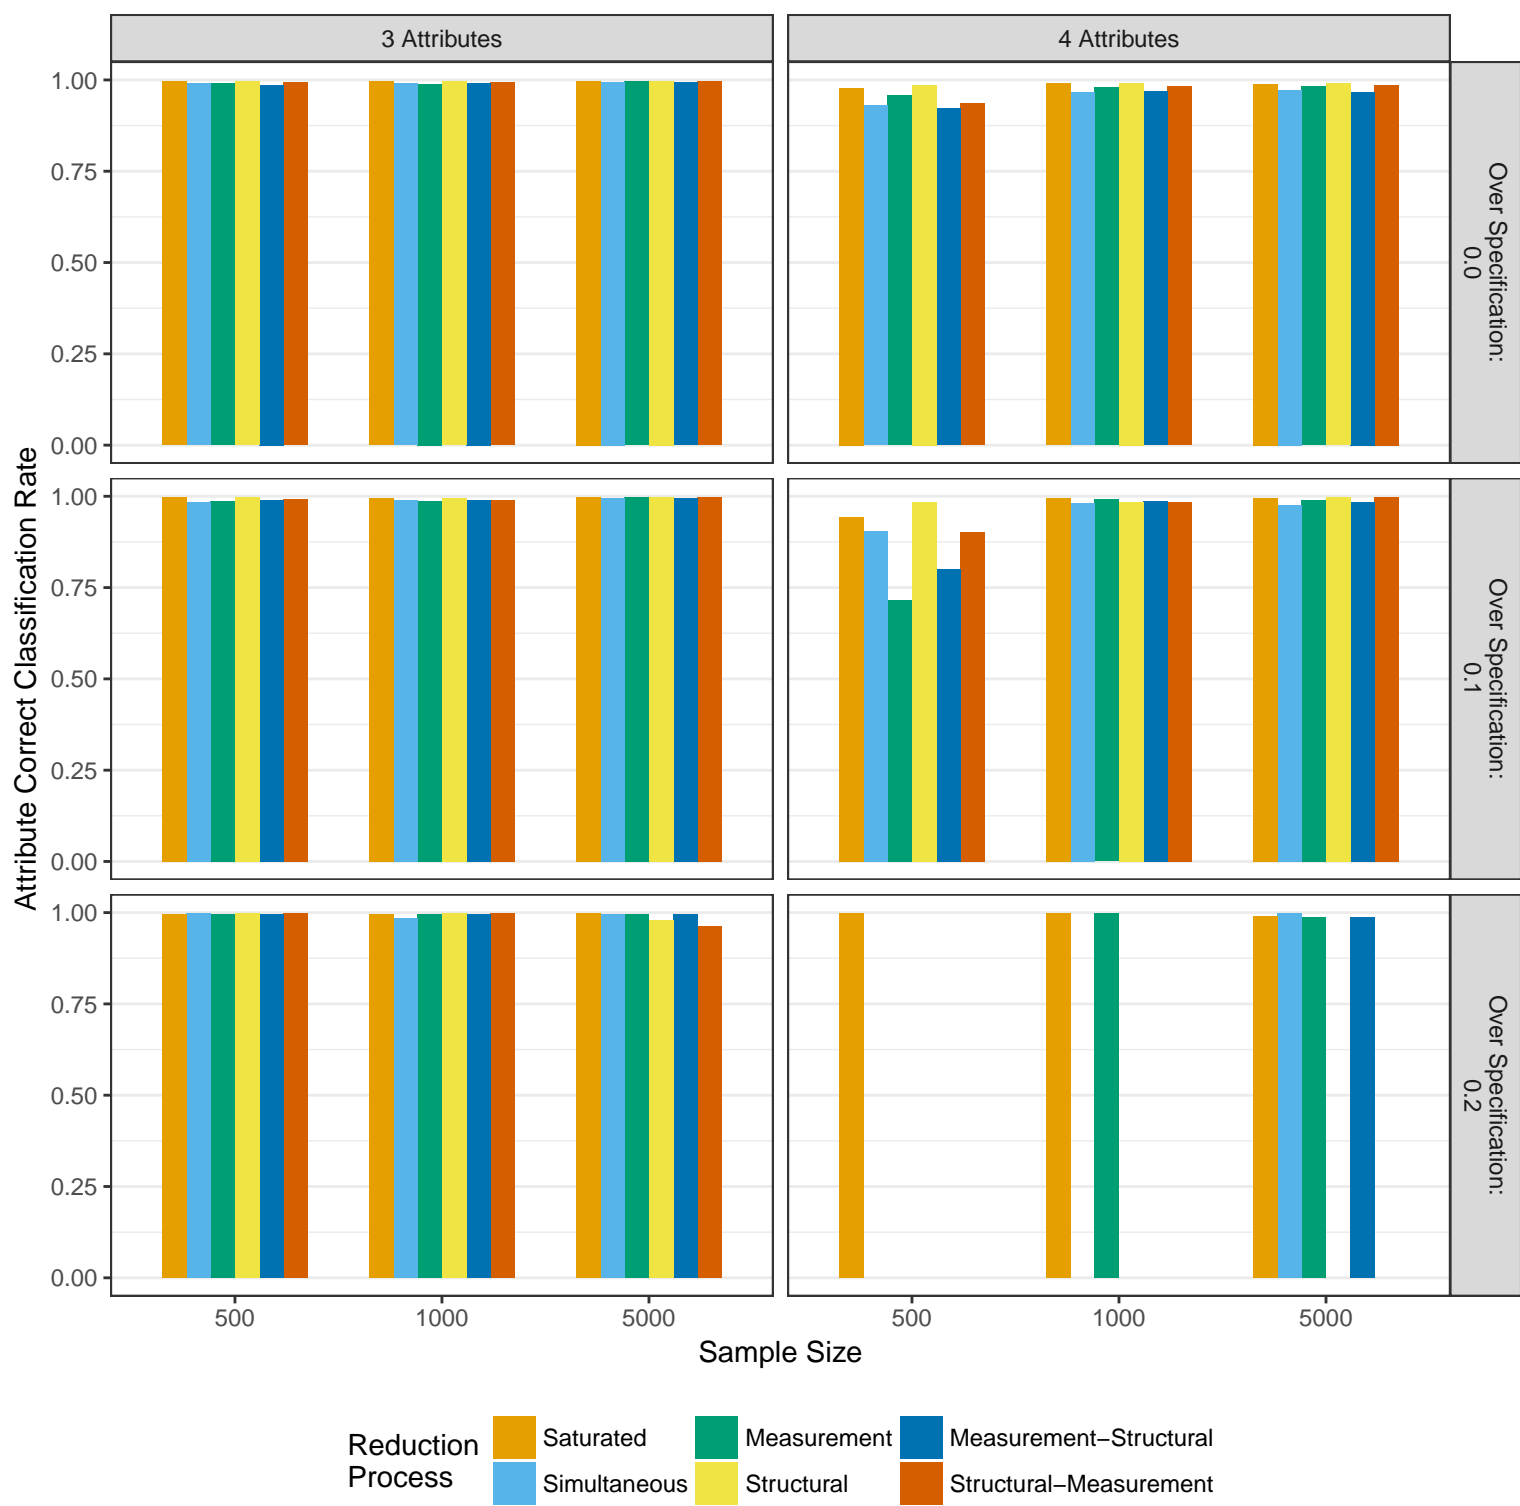 3 Attributes
4 Attributes
Attribute Correct Classification Rate
1.00
0.75
0.50
0.25
0.00
Over Specification:
0.0
1.00
0.75
0.50
0.25
0.00
Over Specification:
0.1
1.00
0.75
0.50
0.25
0.00
Over Specification:
0.2
500
1000
5000
500
1000
5000
Sample Size
Reduction
Process
Saturated
Measurement
Measurement−Structural
Simultaneous
Structural
Structural−Measurement